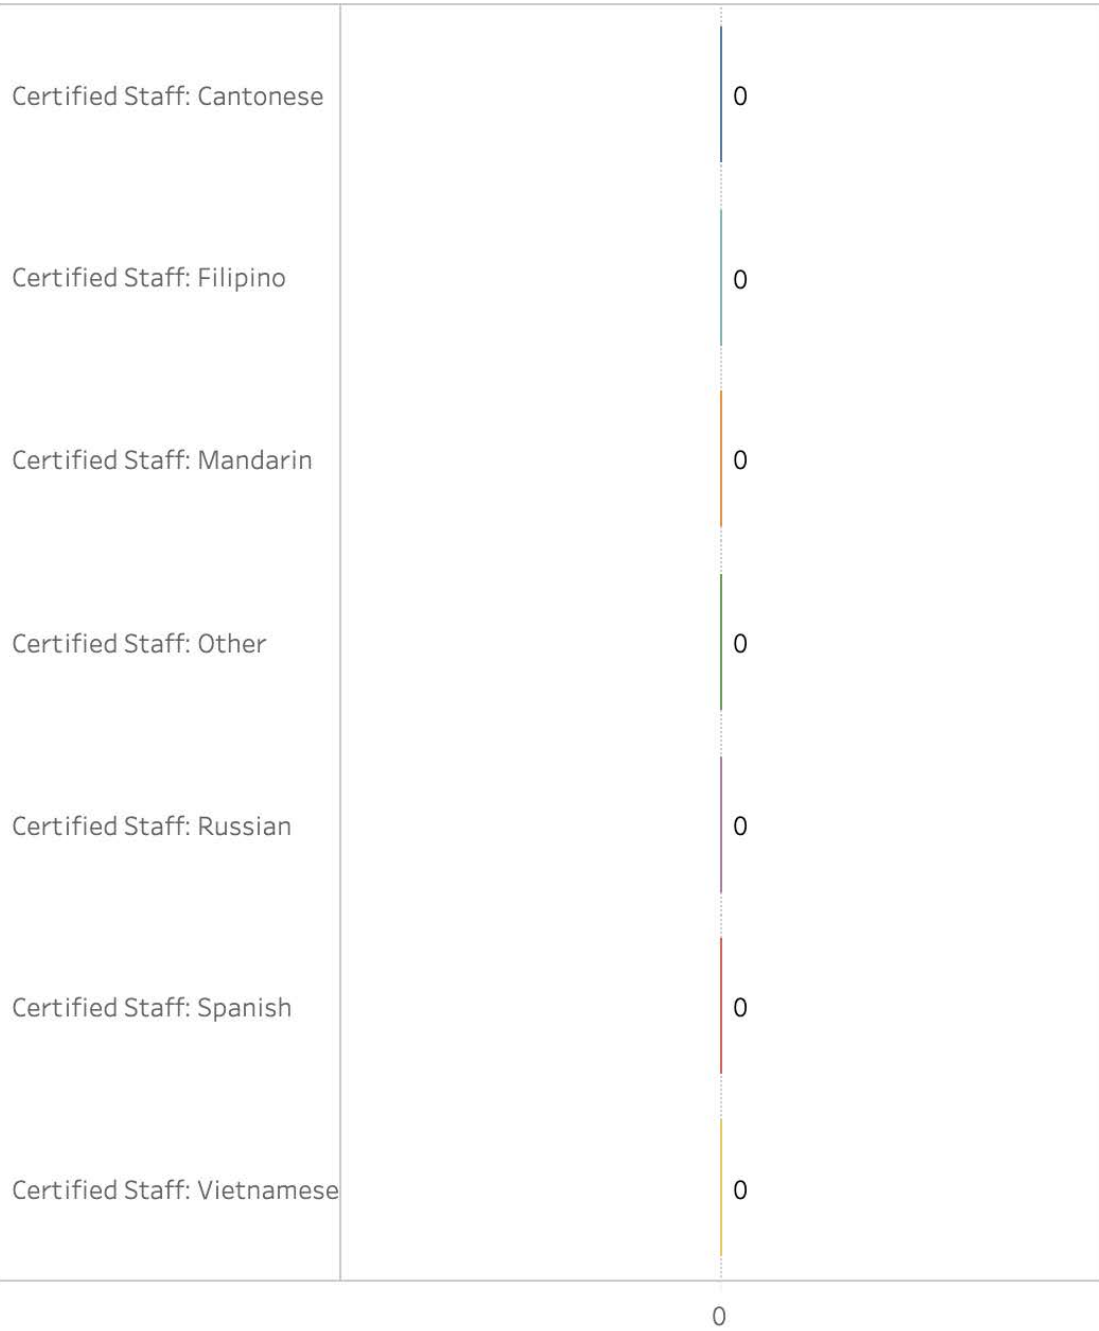 Certified Staff: Cantonese 0
Certified Staff: Filipino 0
Certified Staff: Mandarin 0
Certified Staff: Other 0
Certified Staff: Russian 0
Certified Staff: Spanish 0
Certified Staff: Vietnamese 0
0